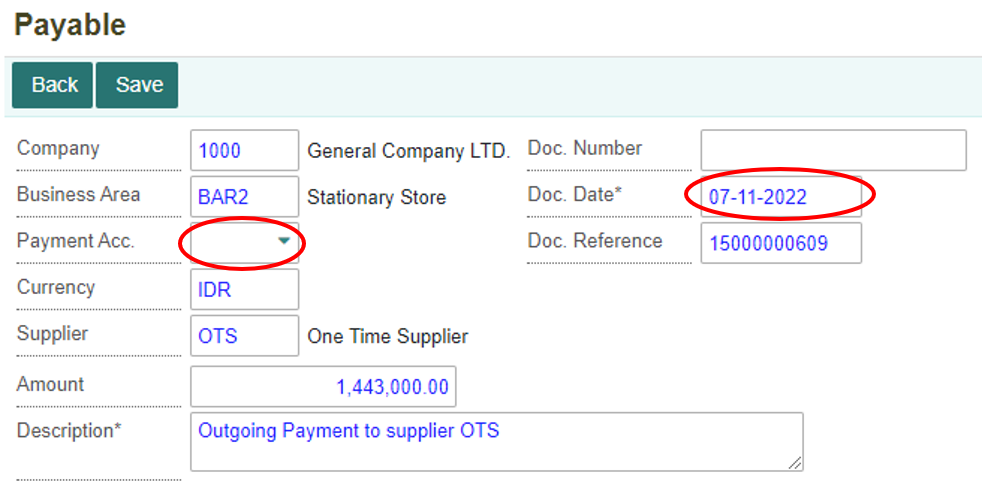 Payable
Back Save
Company 1000 General Company LTD. Doc. Number
Business Area BAR2 Stationary Store Doc. Date* 07-11-2022
Payment Acc. Doc. Reference 15000000609
Currency IDR
Supplier OTS One Time Supplier
Amount 1,443,000.00
Description* Outgoing Payment to supplier OTS